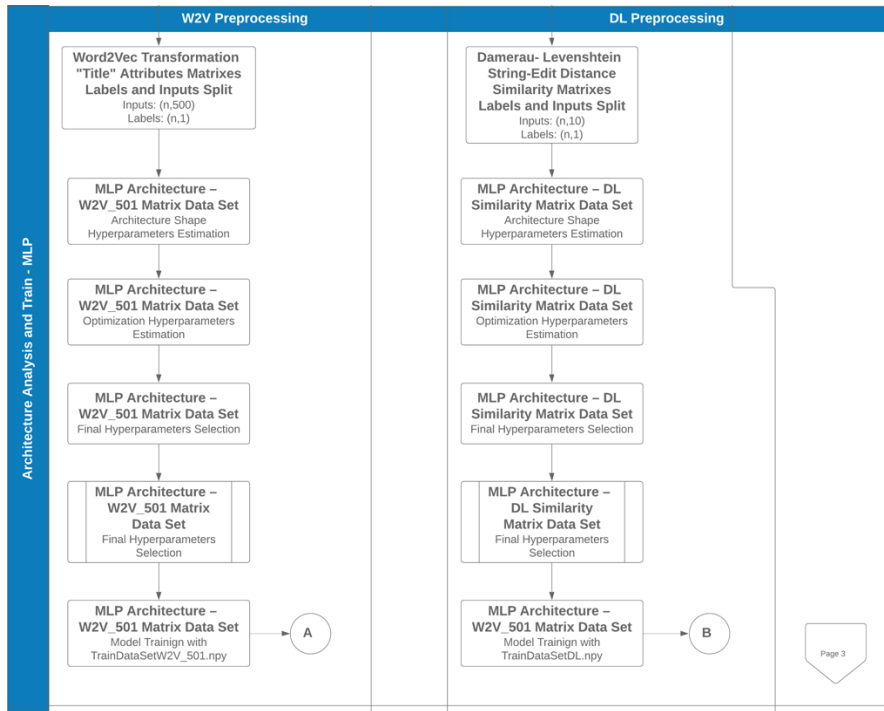 W2V Preprocessing
DL Preprocessing
Architecture Analysis and Train - MLP
Word2Vec Transformation
"Title" Attributes Matrixes
Labels and Inputs Split
Inputs: (n,500)
Labels: (n,1)
MLP Architecture –
W2V_501 Matrix Data Set
Architecture Shape
Hyperparameters Estimation
MLP Architecture –
W2V_501 Matrix Data Set
Optimization Hyperparameters
Estimation
MLP Architecture –
W2V_501 Matrix Data Set
Final Hyperparameters Selection
MLP Architecture –
W2V_501 Matrix
Data Set
Final Hyperparameters
Selection
MLP Architecture –
W2V_501 Matrix Data Set
Model Trainign with
TrainDataSetW2V_501.npy
A
Damerau- Levenshtein
String-Edit Distance
Similarity Matrixes
Labels and Inputs Split
Inputs: (n,10)
Labels: (n,1)
MLP Architecture – DL
Similarity Matrix Data Set
Architecture Shape
Hyperparameters Estimation
MLP Architecture – DL
Similarity Matrix Data Set
Optimization Hyperparameters
Estimation
MLP Architecture – DL
Similarity Matrix Data Set
Final Hyperparameters Selection
MLP Architecture –
DL Similarity
Matrix Data Set
Final Hyperparameters
Selection
MLP Architecture –
W2V_501 Matrix Data Set
Model Trainign with
TrainDataSetDL.npy
B
Page 3